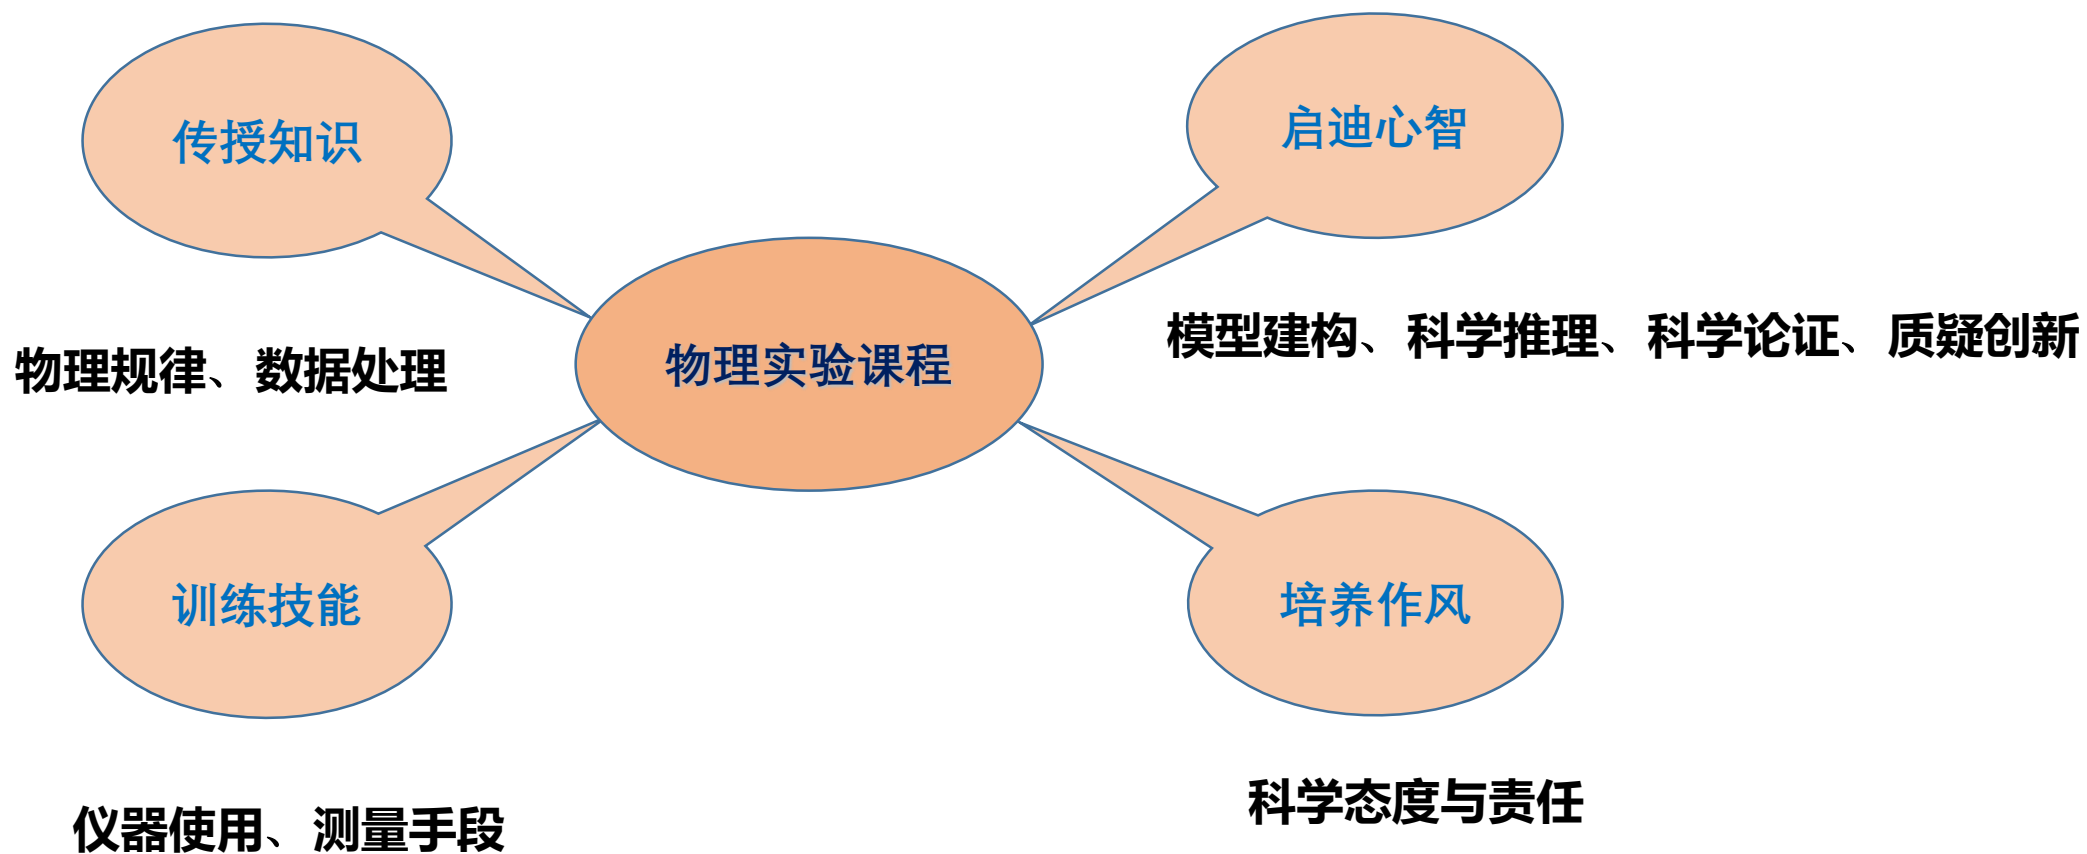 传授知识
启迪心智
物理实验课程
模型建构、科学推理、科学论证、质疑创新
物理规律、数据处理
训练技能
培养作风
科学态度与责任
仪器使用、测量手段